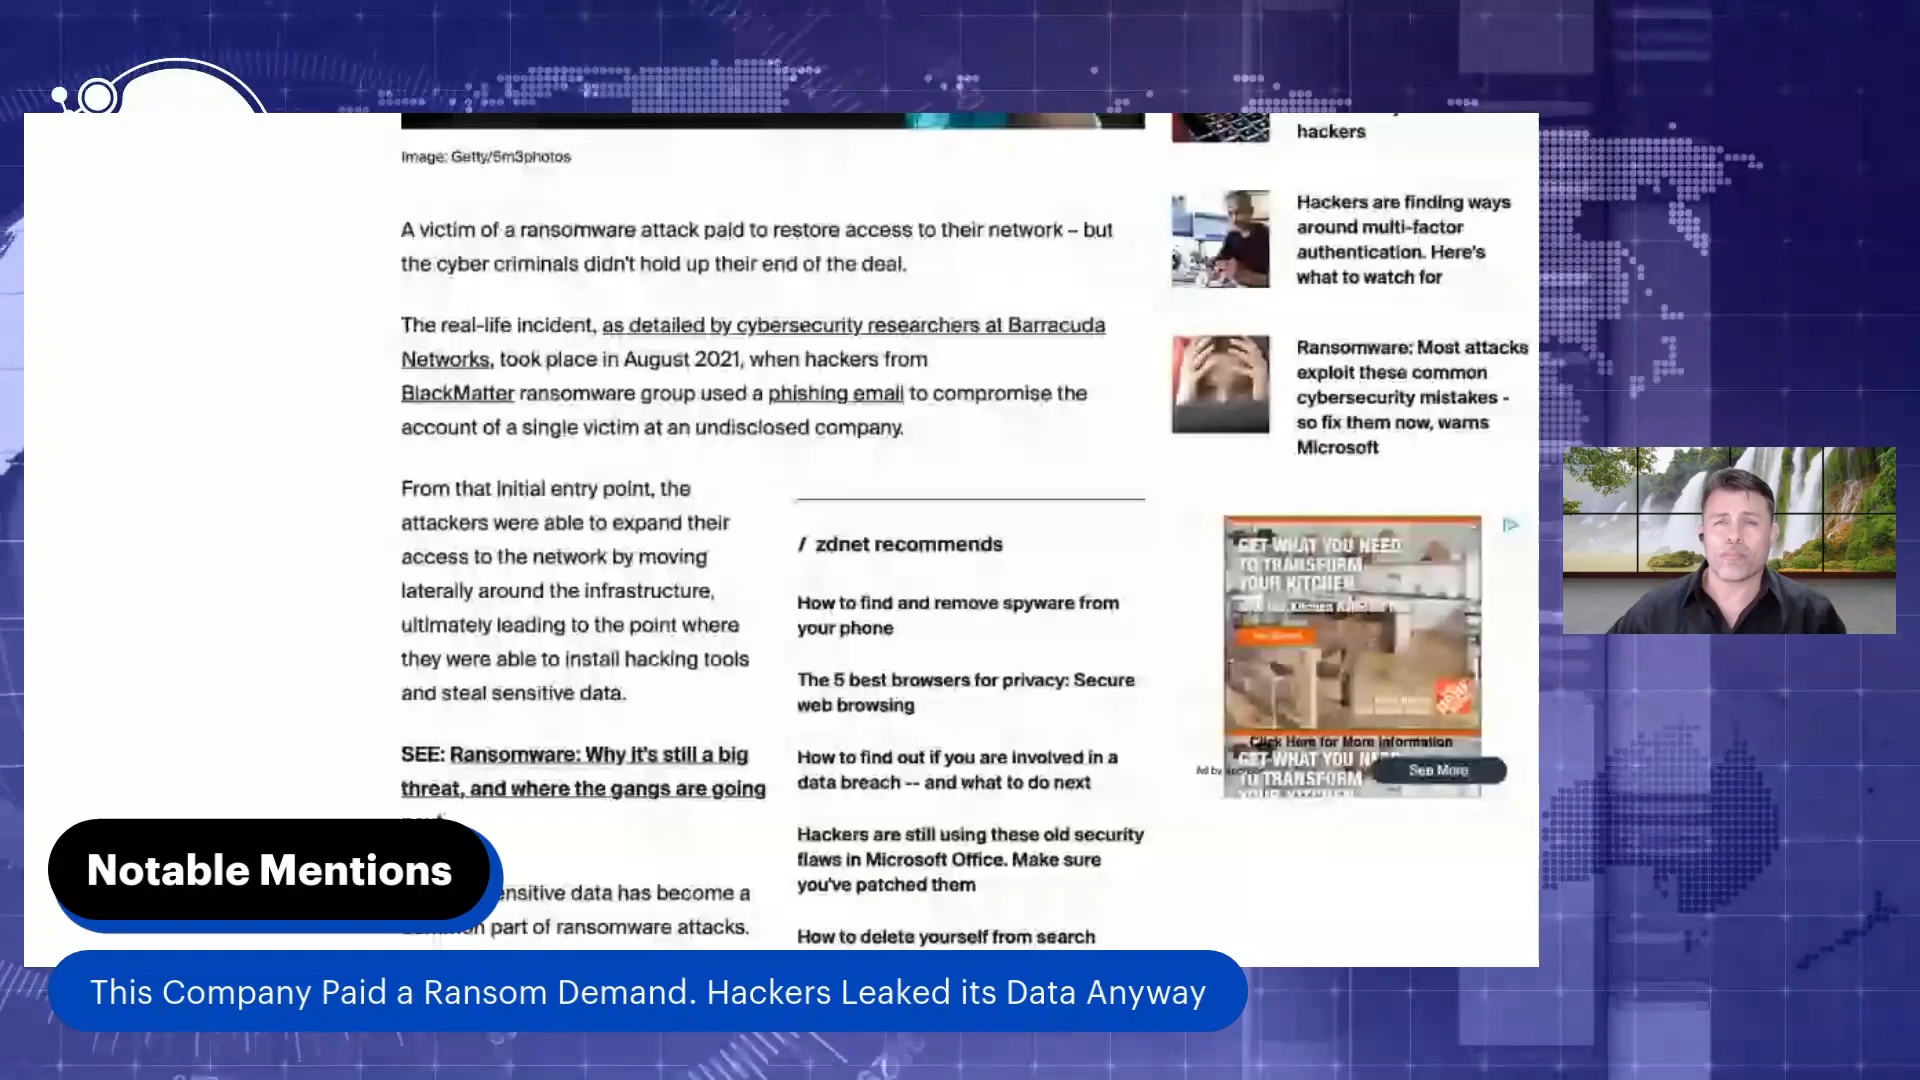 Image: Getty/5m3photos
A victim of a ransomware attack paid to restore access to their network – but
the cyber criminals didn't hold up their end of the deal.
The real-life incident, as detailed by cybersecurity researchers at Barracuda
Networks, took place in August 2021, when hackers from
BlackMatter ransomware group used a phishing email to compromise the
account of a single victim at an undisclosed company.
From that initial entry point, the
attackers were able to expand their
access to the network by moving
laterally around the infrastructure,
ultimately leading to the point where
they were able to install hacking tools
and steal sensitive data.
SEE: Ransomware: Why it's still a big
threat, and where the gangs are going
ensitive data has become a
part of ransomware attacks.
/ zdnet recommends
How to find and remove spyware from
your phone
The 5 best browsers for privacy: Secure
web browsing
How to find out if you are involved in a
data breach -- and what to do next
Hackers are still using these old security
flaws in Microsoft Office. Make sure
you've patched them
How to delete yourself from search
hackers
Hackers are finding ways
around multi-factor
authentication. Here's
what to watch for
Ransomware: Most attacks
exploit these common
cybersecurity mistakes -
so fix them now, warns
Microsoft
GET WHAT YOU NEED
TO TRANSFORM
YOUR KITCHEN
Click Here for More Information
GET WHAT YOU
TO TRANSFORM
YOUR KITCHEN
Ad by
See More
Notable Mentions
This Company Paid a Ransom Demand. Hackers Leaked its Data Anyway